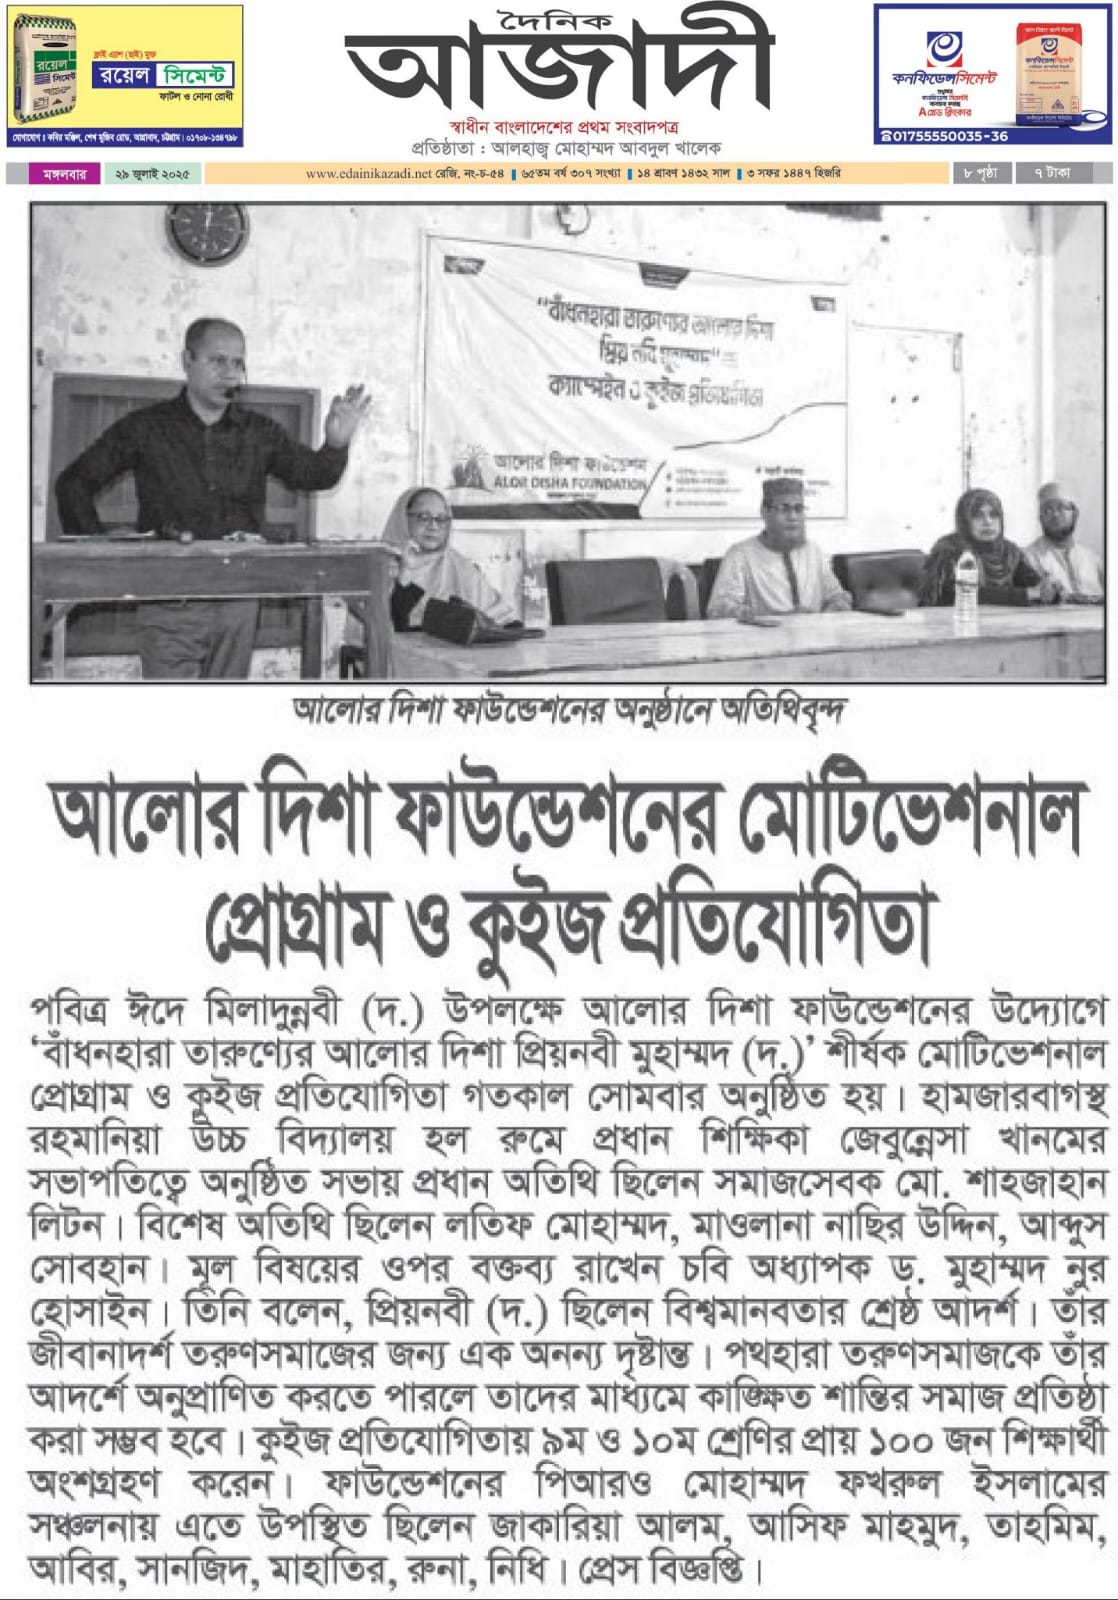 দৈনিক
আজাদী
স্বাধীন বাংলাদেশের প্রথম সংবাদপত্র
প্রতিষ্ঠাতা : আলহাজ্ব মোহাম্মদ আবদুল খালেক
ফ্লাই এ্যাশ (ছাই) মুক্ত
রয়েল সিমেন্ট
ফাটল ও নোনা রোধী
রয়েল
সিমেন্ট
যোগাযোগ : কবির মঞ্জিল, শেখ মুজিব রোড, আগ্রাবাদ, চট্টগ্রাম। ০১৭০৮-১৩৪৭৯৮
কনফিডেন্সসিমেন্ট
শুধুমাত্র
কনফিডেন্স সিমেন্টই
ব্যবহৃত হচ্ছে
Aগ্রেড ক্লিংকার
কনফিডেন্সসিমেন্ট
01755550035-36
মঙ্গলবার ২৯ জুলাই ২০২৫ www.edainikazadi.net রেজি. নং-চ-৫৪ ৬৫তম বর্ষ ৩০৭ সংখ্যা ১৪ শ্রাবণ ১৪৩২ সাল ৩ সফর ১৪৪৭ হিজরি ৮ পৃষ্ঠা ৭ টাকা
"বাঁধনহারা তারুণ্যের আলোর দিশা
প্রিয় নবি মুহাম্মদ"
ক্যাম্পেইন ও কুইজ প্রতিযোগিতা
আলোর দিশা ফাউন্ডেশন
ALOR DISHA FOUNDATION
আলোর দিশা ফাউন্ডেশনের অনুষ্ঠানে অতিথিবৃন্দ
আলোর দিশা ফাউন্ডেশনের মোটিভেশনাল
প্রোগ্রাম ও কুইজ প্রতিযোগিতা
পবিত্র ঈদে মিলাদুন্নবী (দ.) উপলক্ষে আলোর দিশা ফাউন্ডেশনের উদ্যোগে
'বাঁধনহারা তারুণ্যের আলোর দিশা প্রিয়নবী মুহাম্মদ (দ.)' শীর্ষক মোটিভেশনাল
প্রোগ্রাম ও কুইজ প্রতিযোগিতা গতকাল সোমবার অনুষ্ঠিত হয়। হামজারবাগস্থ
রহমানিয়া উচ্চ বিদ্যালয় হল রুমে প্রধান শিক্ষিকা জেবুন্নেসা খানমের
সভাপতিত্বে অনুষ্ঠিত সভায় প্রধান অতিথি ছিলেন সমাজসেবক মো. শাহজাহান
লিটন। বিশেষ অতিথি ছিলেন লতিফ মোহাম্মদ, মাওলানা নাছির উদ্দিন, আব্দুস
সোবহান। মূল বিষয়ের ওপর বক্তব্য রাখেন চবি অধ্যাপক ড. মুহাম্মদ নুর
হোসাইন। তিনি বলেন, প্রিয়নবী (দ.) ছিলেন বিশ্বমানবতার শ্রেষ্ঠ আদর্শ। তাঁর
জীবানাদর্শ তরুণসমাজের জন্য এক অনন্য দৃষ্টান্ত। পথহারা তরুণসমাজকে তাঁর
আদর্শে অনুপ্রাণিত করতে পারলে তাদের মাধ্যমে কাঙ্ক্ষিত শান্তির সমাজ প্রতিষ্ঠা
করা সম্ভব হবে। কুইজ প্রতিযোগিতায় ৯ম ও ১০ম শ্রেণির প্রায় ১০০ জন শিক্ষার্থী
অংশগ্রহণ করেন। ফাউন্ডেশনের পিআরও মোহাম্মদ ফখরুল ইসলামের
সঞ্চলনায় এতে উপস্থিত ছিলেন জাকারিয়া আলম, আসিফ মাহমুদ, তাহমিম,
আবির, সানজিদ, মাহাতির, রুনা, নিধি। প্রেস বিজ্ঞপ্তি।